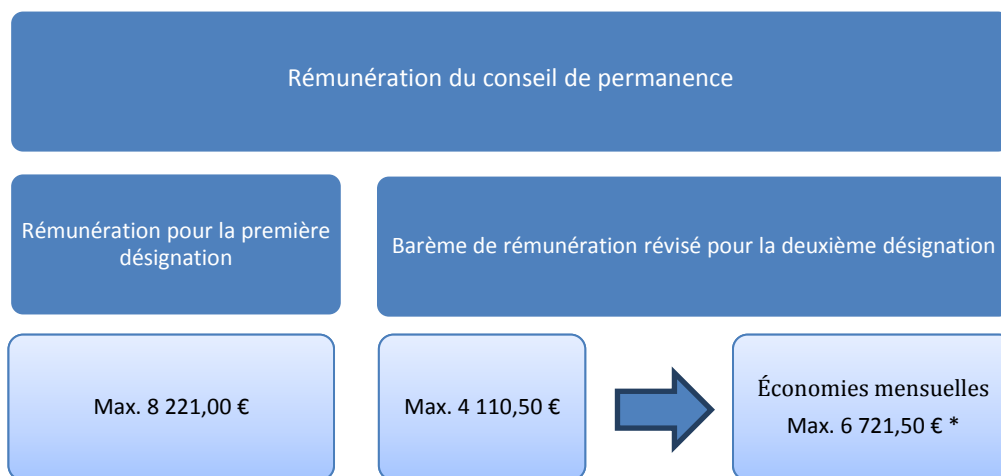 Rémunération du conseil de permanence
Rémunération pour la première
désignation
Barème de rémunération révisé pour la deuxième désignation
Max. 8 221,00 €
Max. 4 110,50 €
Économies mensuelles
Max. 6 721,50 € *